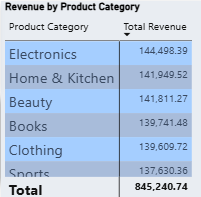 Revenue by Product Category
Product Category Total Revenue
Electronics 144,498.39
Home & Kitchen 141,949.52
Beauty 141,811.27
Books 139,741.48
Clothing 139,609.72
Sports 137,630.36
Total 845,240.74